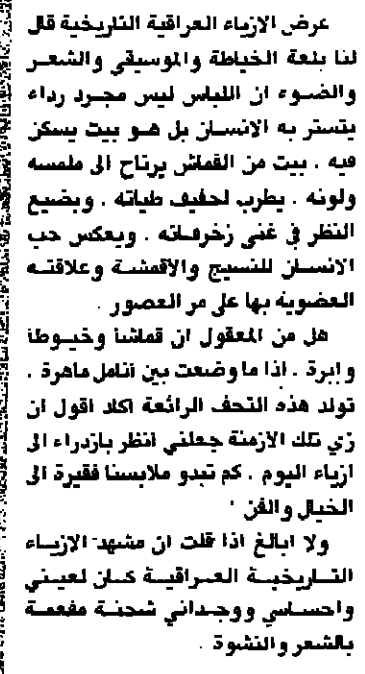 عرض الازياء العراقية التاريخية قال
لنا بلغة الخياطة والموسيقى والشعر
والضوء ان اللباس ليس مجرد رداء
يتستر به الانسان بل هو بيت يسكن
فيه . بيت من القماش يرتاح الى ملمسه
ولونه . يطرب لحفيف طياته . ويضيع
النظر في غنى زخرفاته . ويعكس حب
الانسان للنسيج والاقمشة وعلاقته
العضوية بها على مر العصور .
هل من المعقول ان قماشاً وخيوطاً
وابرة . اذا ما وضعت بين أنامل ماهرة .
تولد هذه التحف الرائعة اكاد اقول ان
زي تلك الازمنة جعلني أنظر بازدراء الى
ازياء اليوم . كم تبدو ملابسنا فقيرة الى
الخيال والفن .
ولا ابالغ اذا قلت ان مشهد الازياء
التاريخية العراقية كان لعيني
واحساسي ووجداني شحنة مفعمة
بالشعر والنشوة .